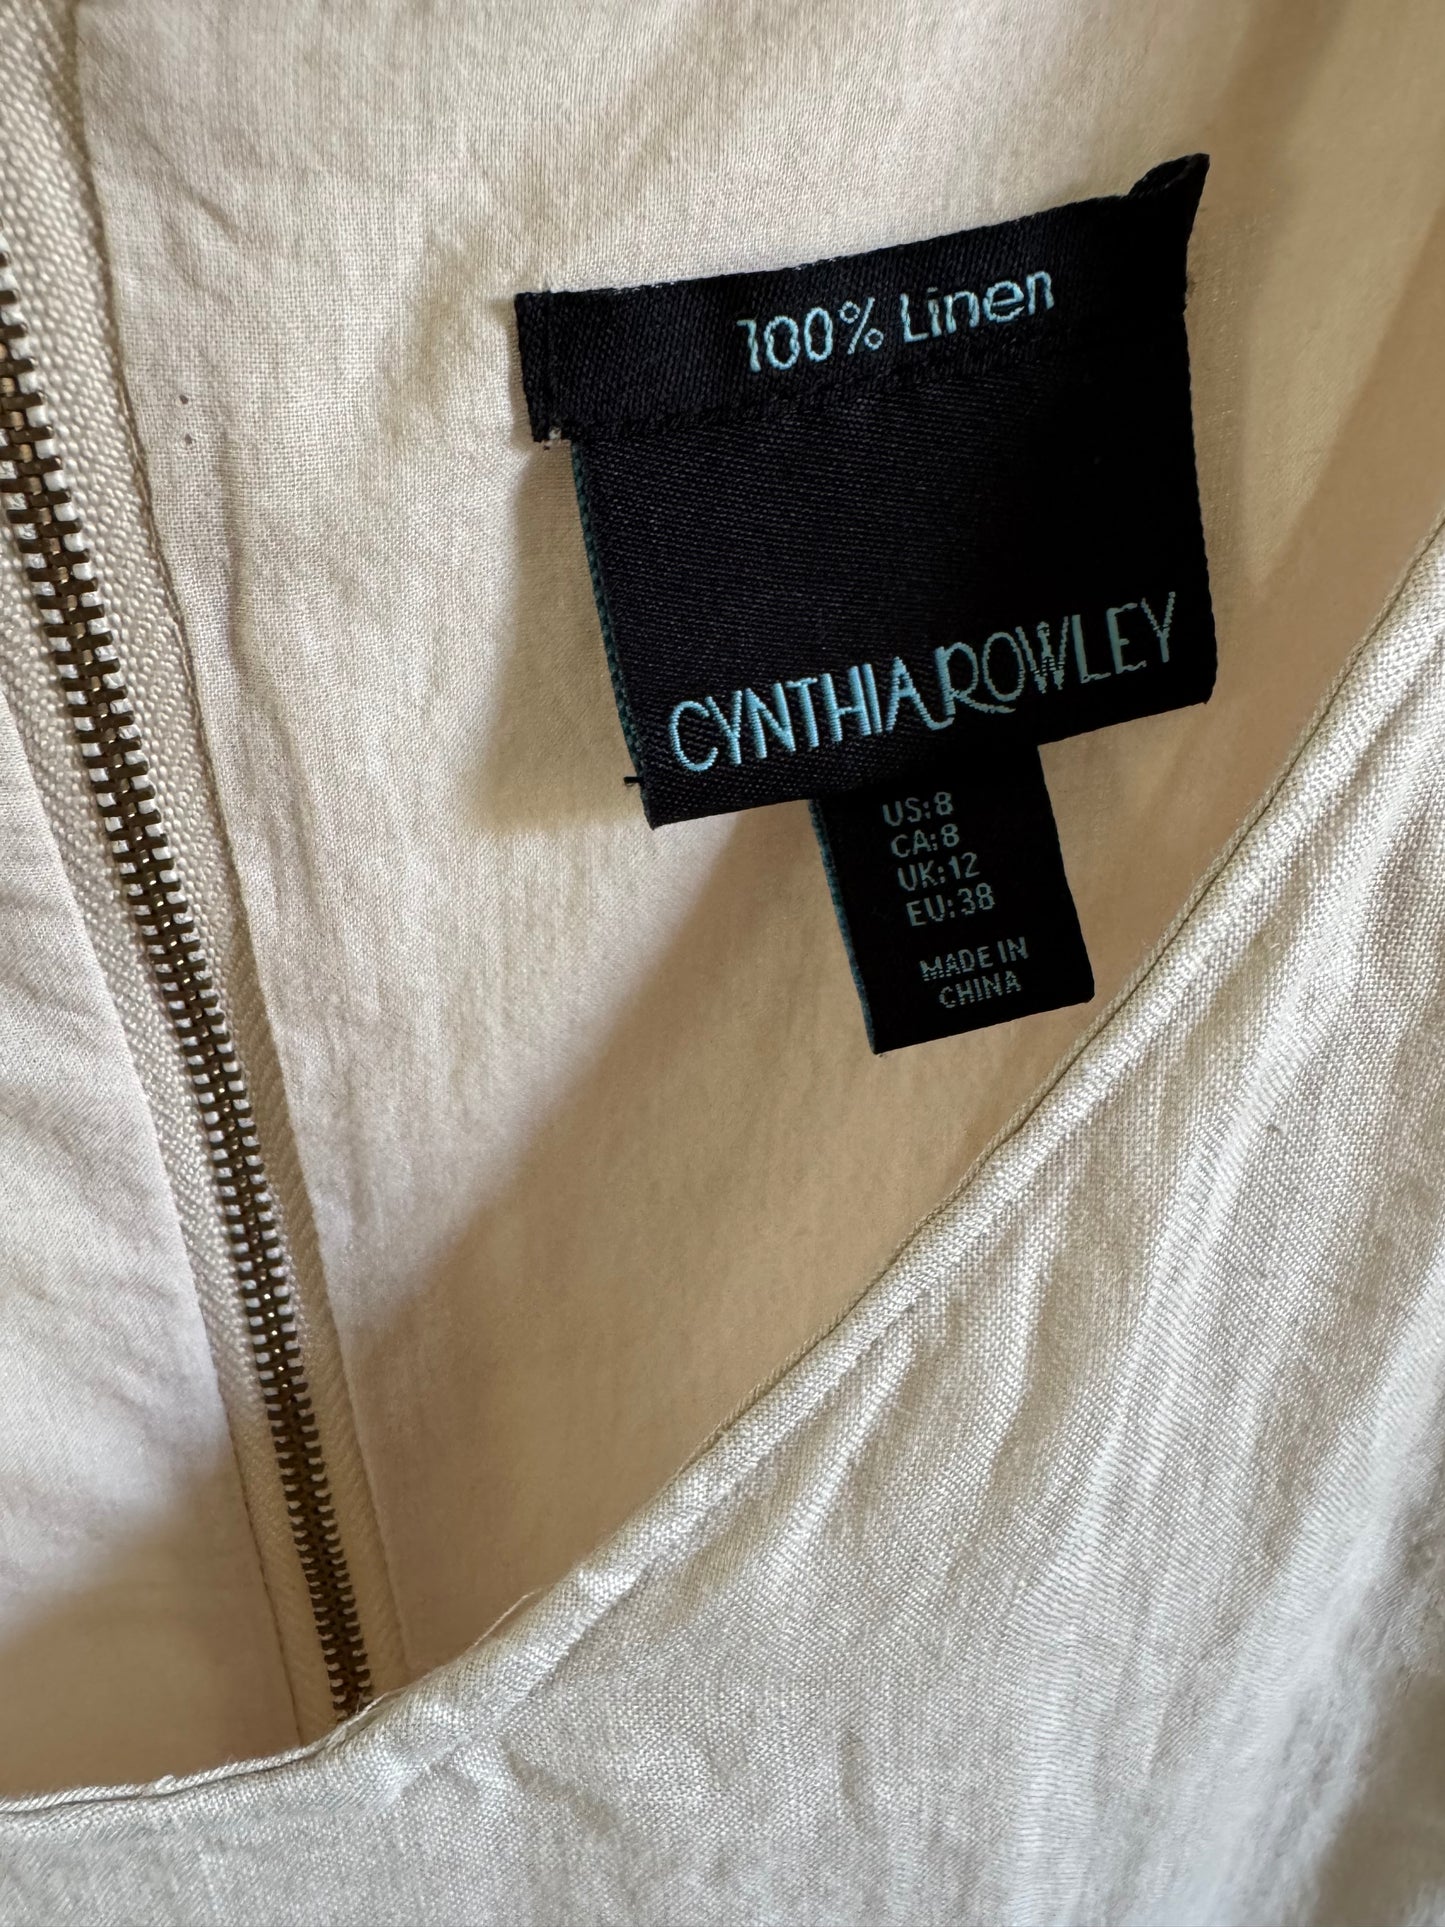 100% Linen
CYNTHIA ROWLEY
US:8
CA:8
UK:12
EU:38
MADE IN
CHINA